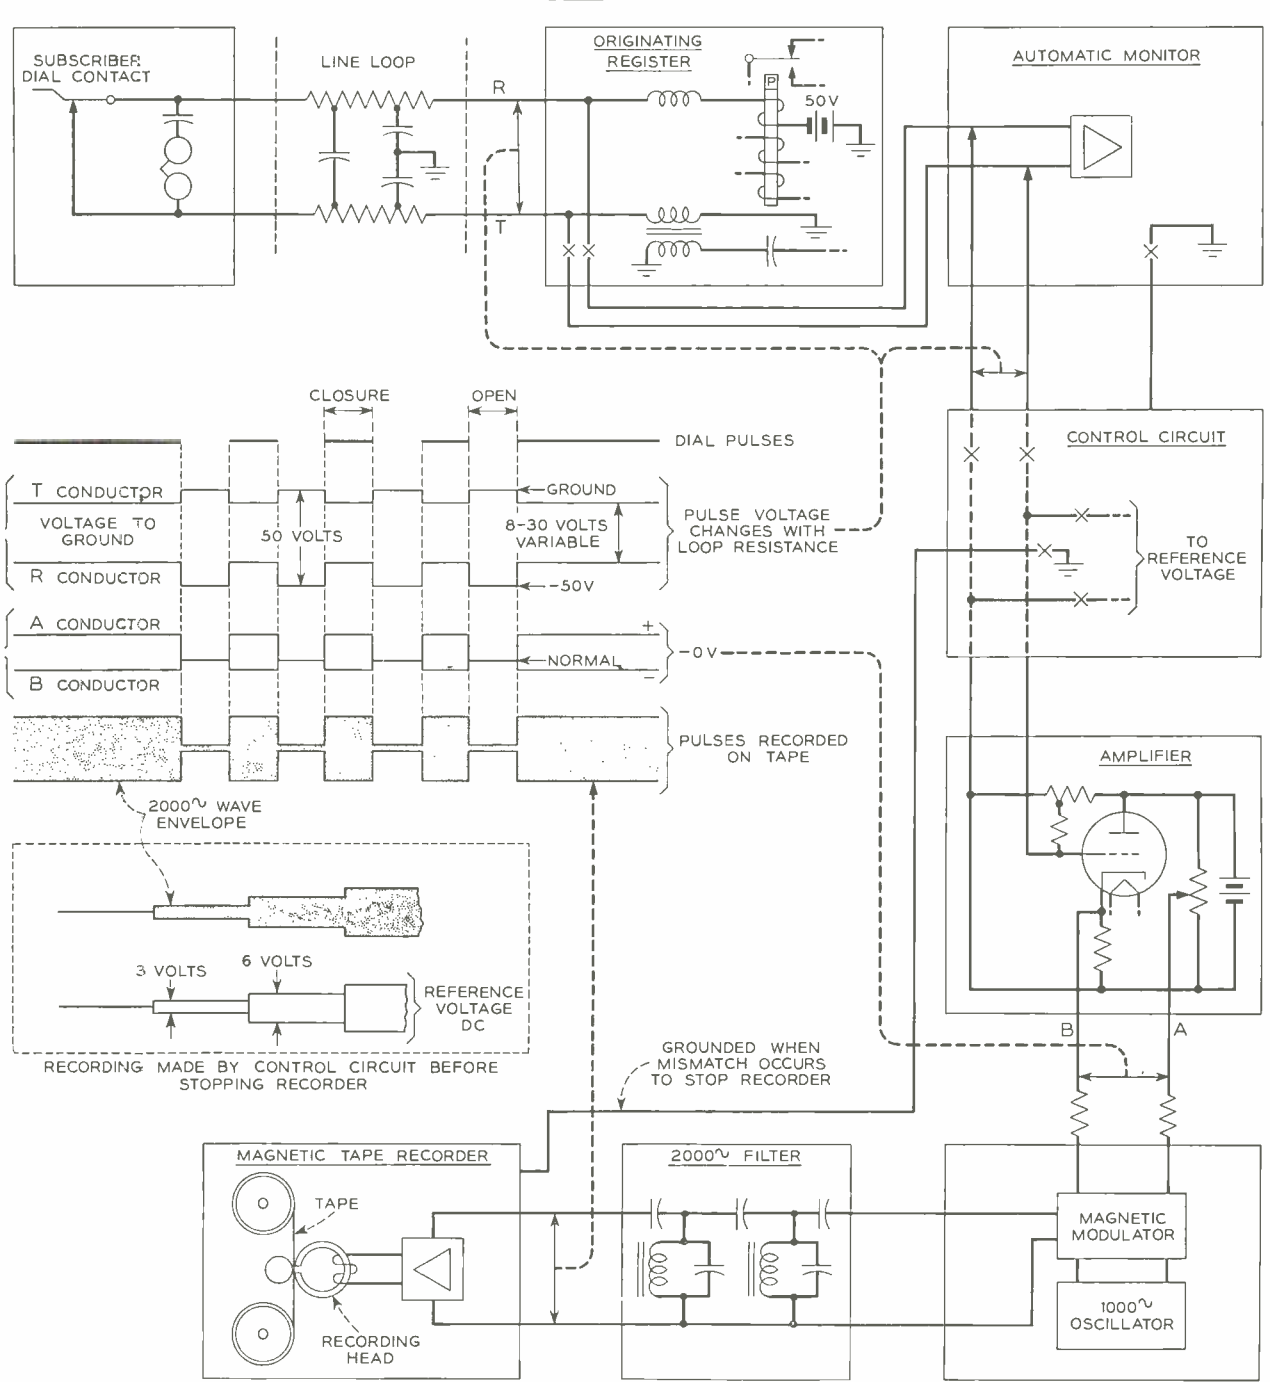 SUBSCRIBER
DIAL CONTACT
LINE LOOP
R
T
ORIGINATING
REGISTER
P
50V
AUTOMATIC MONITOR
CLOSURE
OPEN
DIAL PULSES
T CONDUCTOR
VOLTAGE TO
GROUND
R CONDUCTOR
50 VOLTS
GROUND
8-30 VOLTS
VARIABLE
-50V
PULSE VOLTAGE
CHANGES WITH
LOOP RESISTANCE
A CONDUCTOR
B CONDUCTOR
+
NORMAL
-
-0V
PULSES RECORDED
ON TAPE
2000~ WAVE
ENVELOPE
3 VOLTS
6 VOLTS
REFERENCE
VOLTAGE
DC
RECORDING MADE BY CONTROL CIRCUIT BEFORE
STOPPING RECORDER
CONTROL CIRCUIT
TO
REFERENCE
VOLTAGE
AMPLIFIER
B
A
GROUNDED WHEN
MISMATCH OCCURS
TO STOP RECORDER
MAGNETIC TAPE RECORDER
TAPE
RECORDING
HEAD
2000~ FILTER
MAGNETIC
MODULATOR
1000~
OSCILLATOR